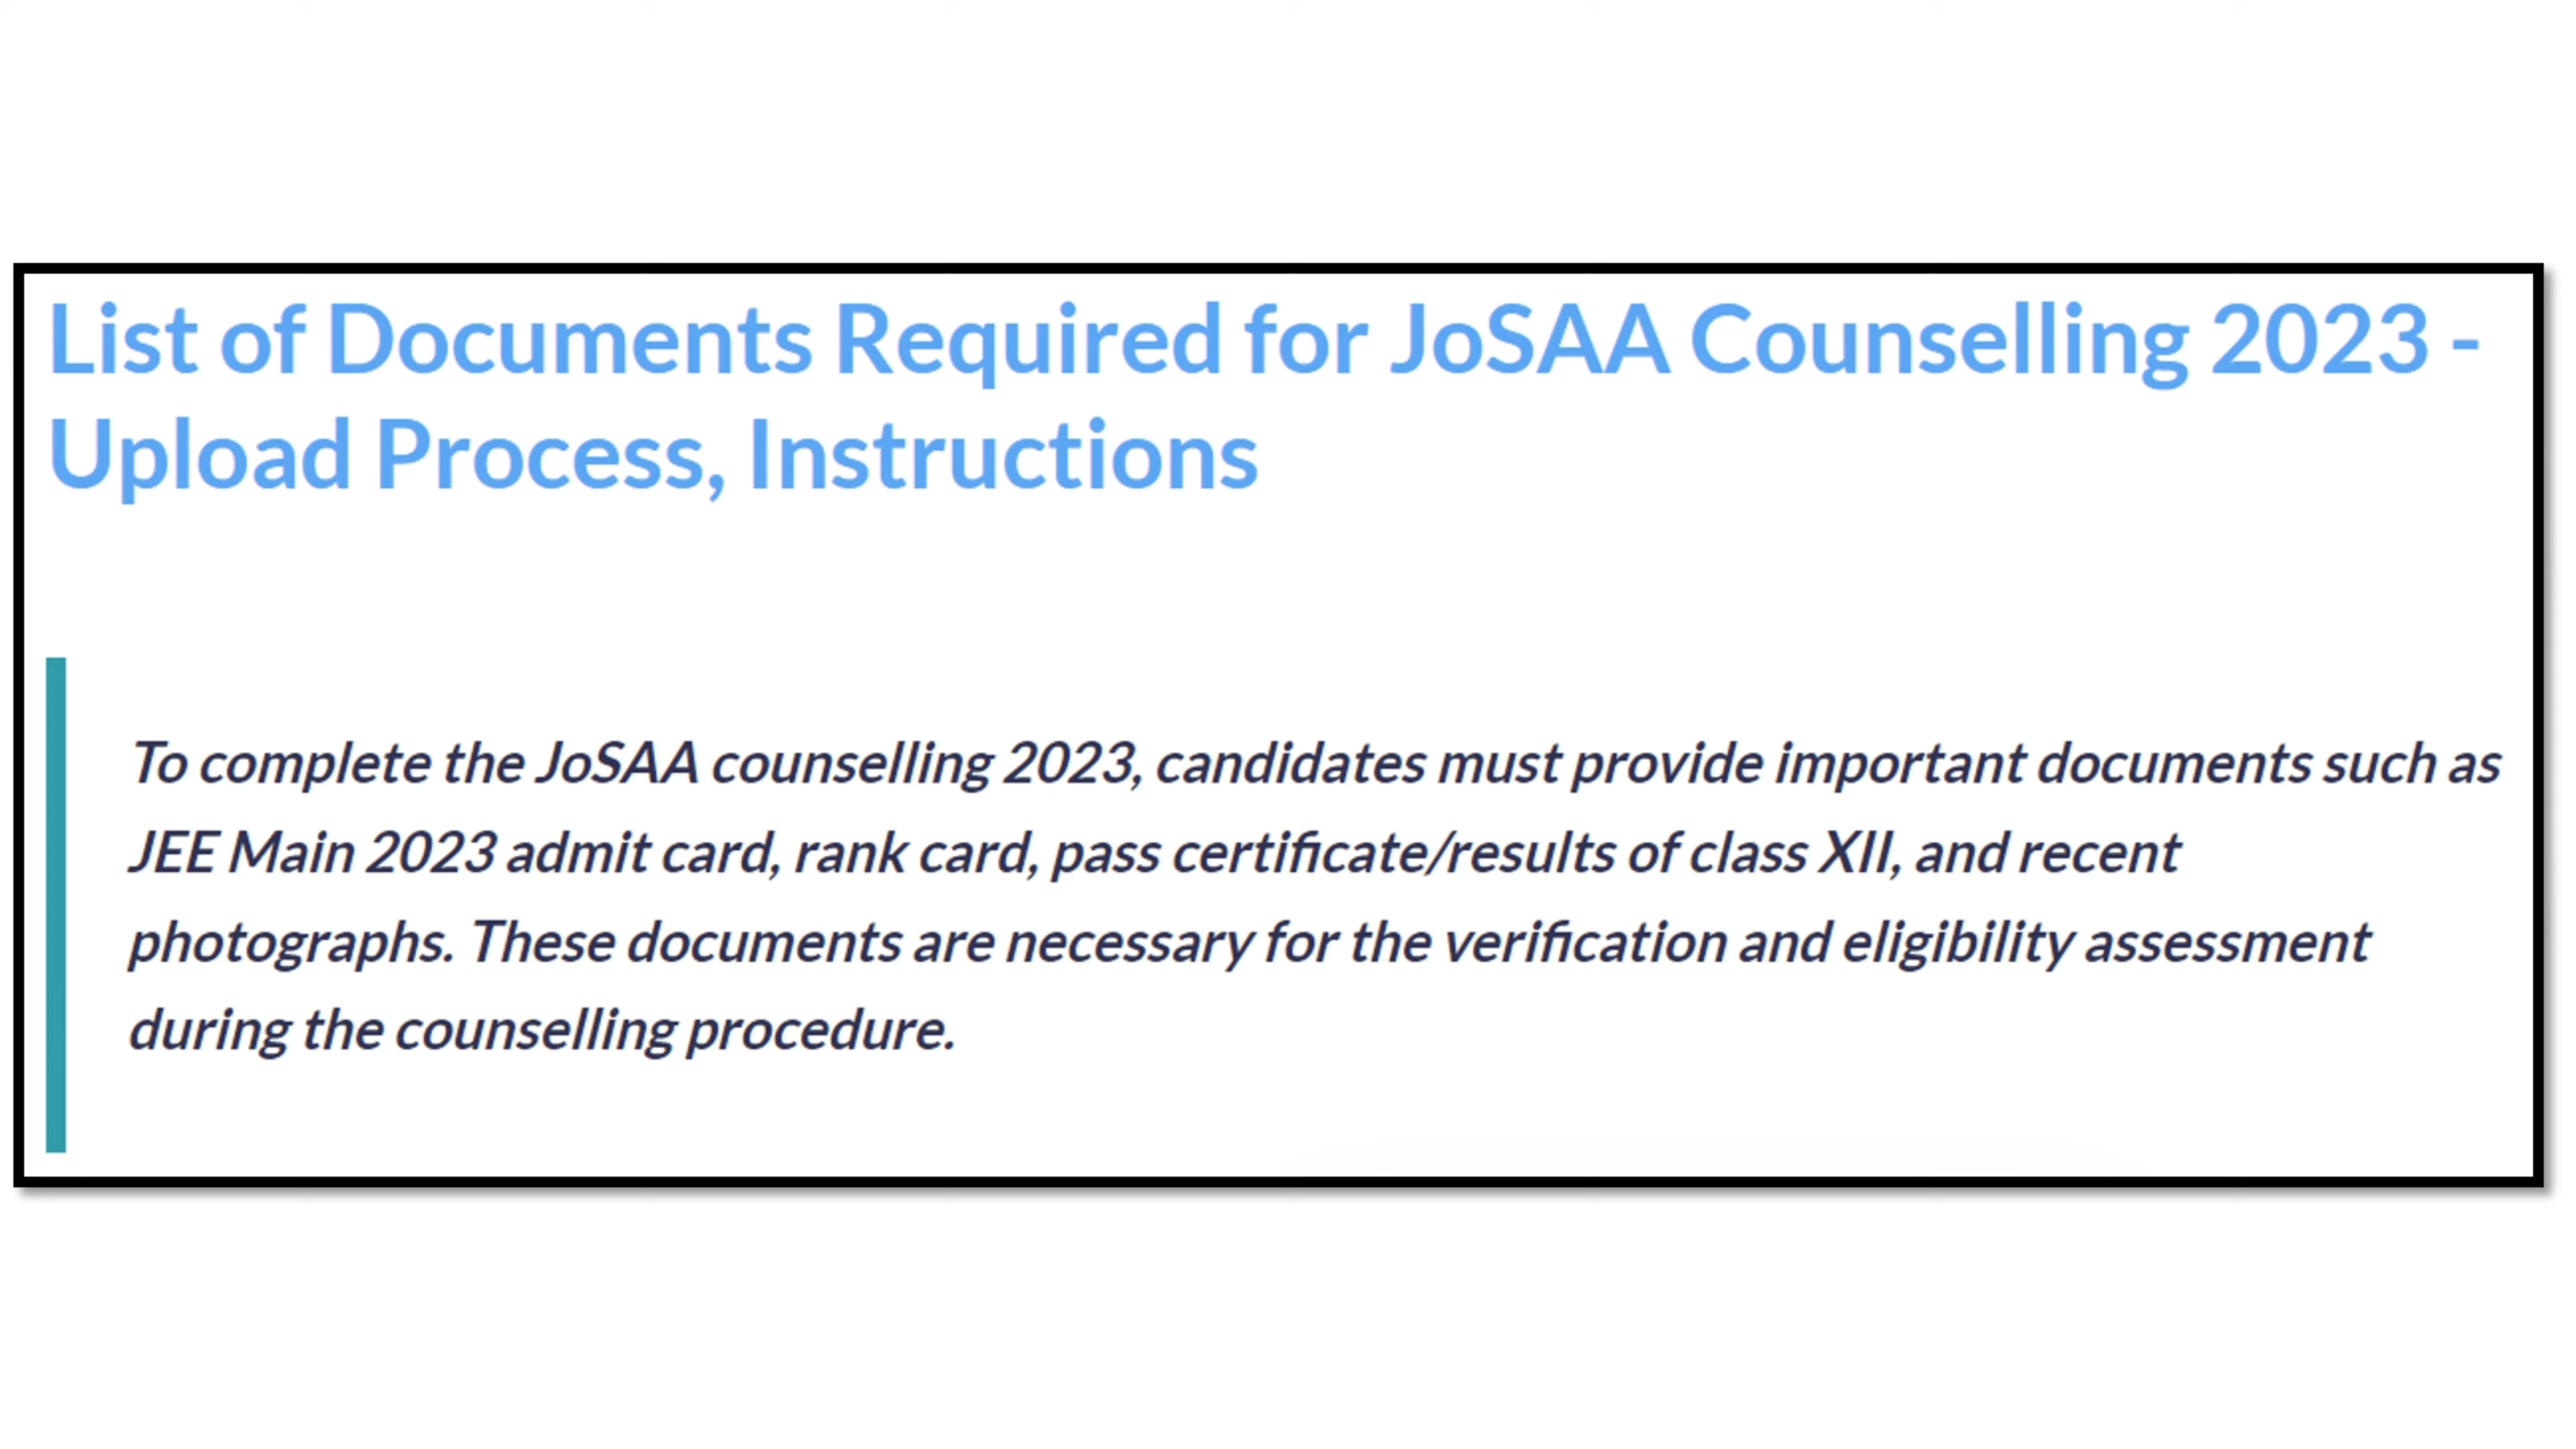 List of Documents Required for JoSAA Counselling 2023 -
Upload Process, Instructions
To complete the JoSAA counselling 2023, candidates must provide important documents such as
JEE Main 2023 admit card, rank card, pass certificate/results of class XII, and recent
photographs. These documents are necessary for the verification and eligibility assessment
during the counselling procedure.